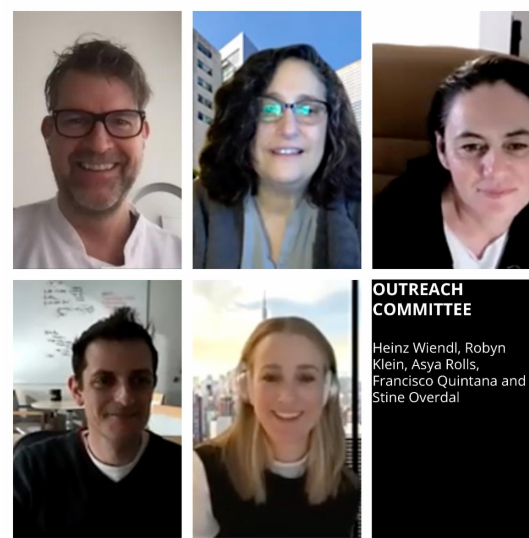 OUTREACH
COMMITTEE
Heinz Wiendl, Robyn
Klein, Asya Rolls,
Francisco Quintana and
Stine Overdal